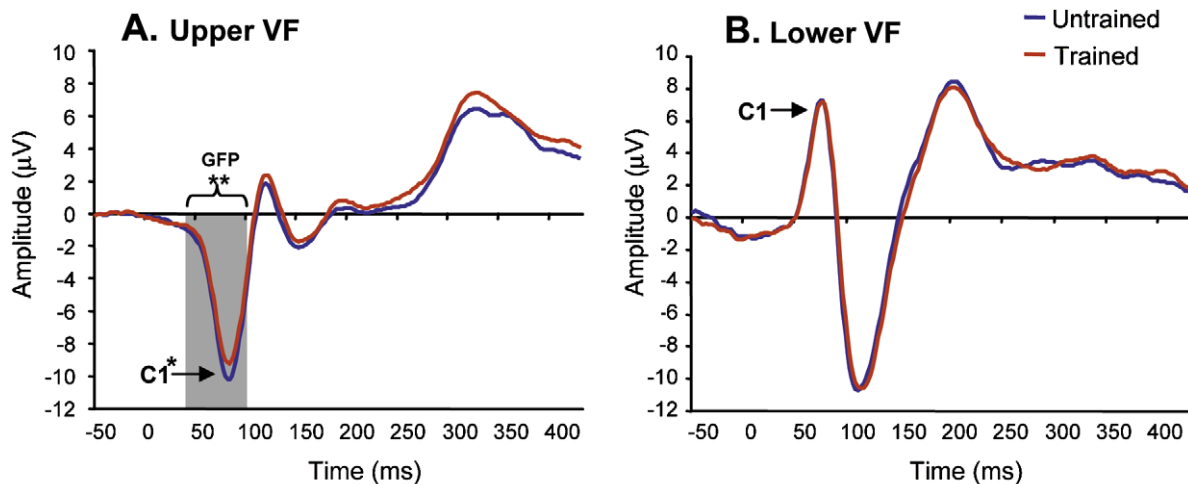 A. Upper VF
Amplitude (µV)
10
8
6
4
2
0
-2
-4
-6
-8
-10
-12
GFP
**
C1*
-50 0 50 100 150 200 250 300 350 400
Time (ms)
B. Lower VF
Untrained
Trained
Amplitude (µV)
10
8
6
4
2
0
-2
-4
-6
-8
-10
-12
C1
-50 0 50 100 150 200 250 300 350 400
Time (ms)